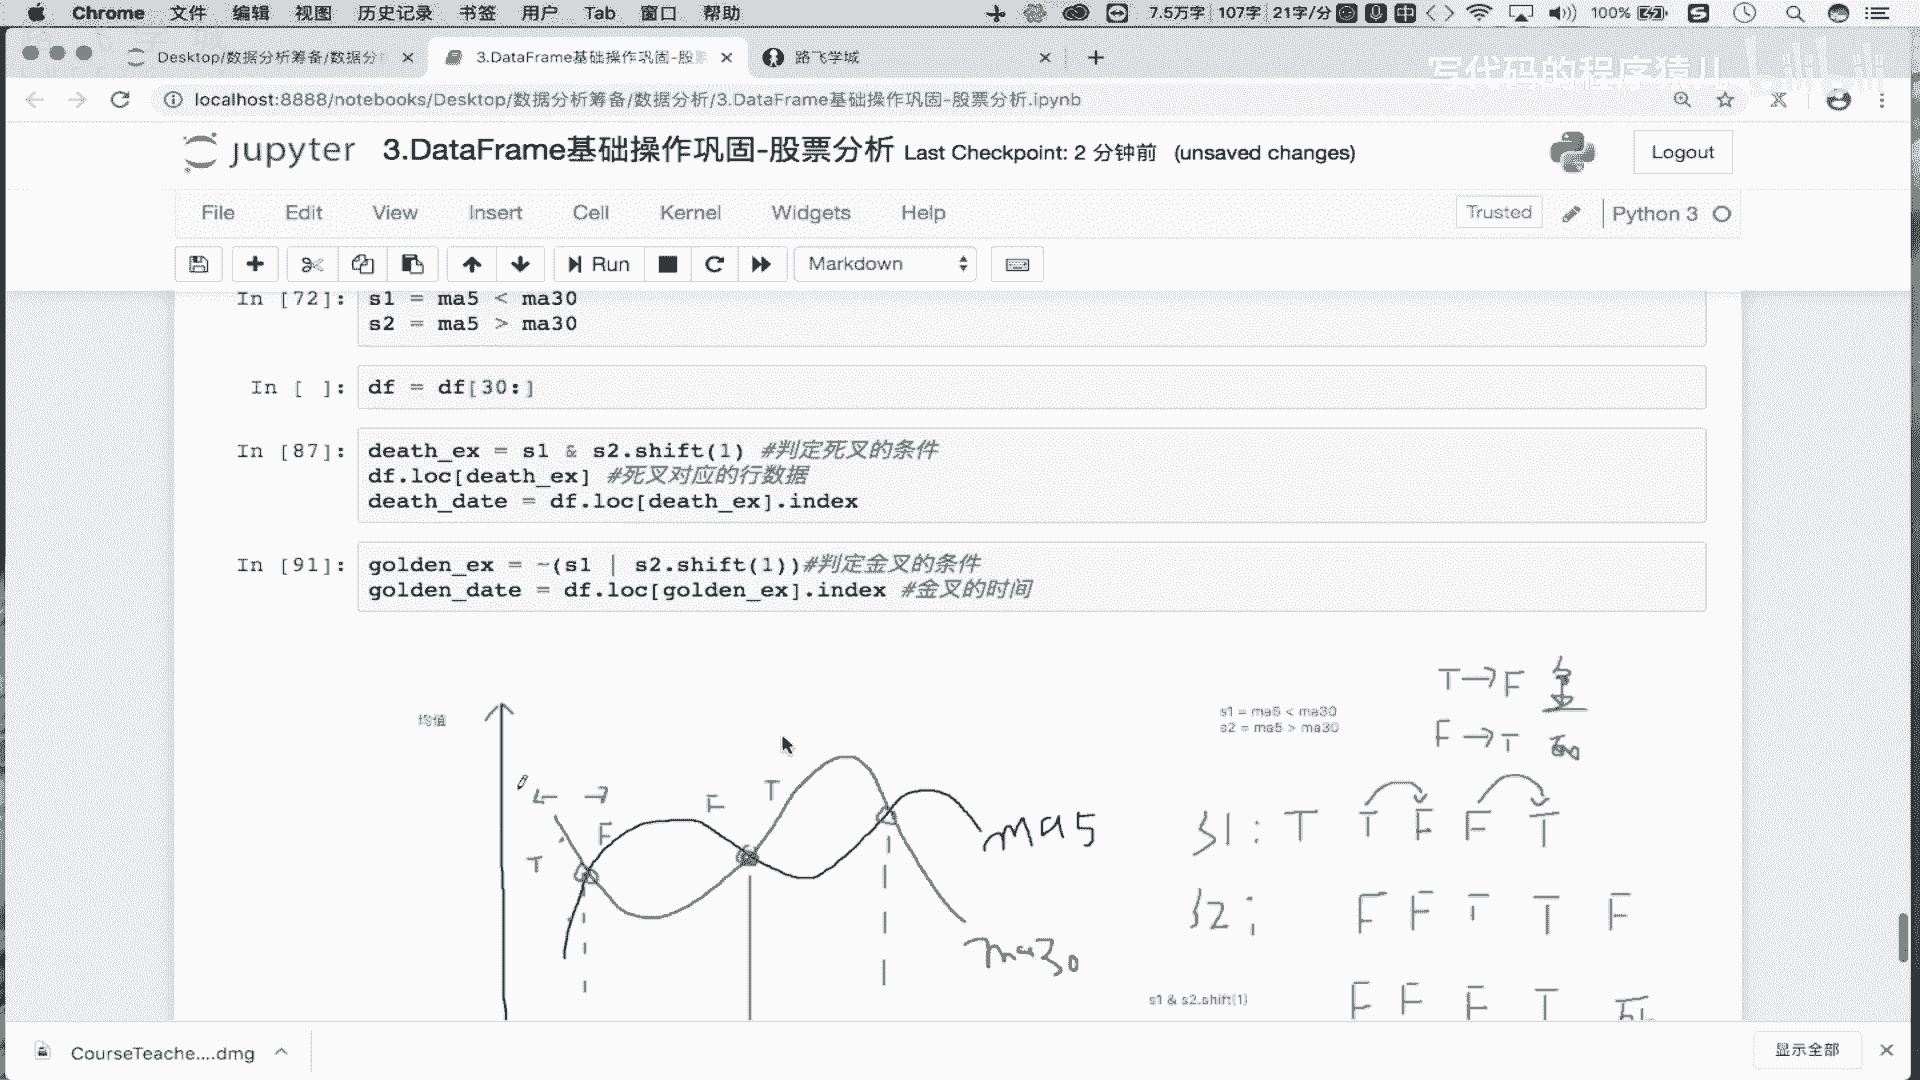 Chrome 文件 编辑 视图 历史记录 书签 用户 Tab 窗口 帮助 7.5万字 107字 21字/分 中 100%
Desktop/数据分析筹备/数据分 3.DataFrame基础操作巩固-股 路飞学城
写代码的程序猿儿 bilibili
localhost:8888/notebooks/Desktop/数据分析筹备/数据分析/3.DataFrame基础操作巩固-股票分析.ipynb
jupyter 3.DataFrame基础操作巩固-股票分析 Last Checkpoint: 2 分钟前 (unsaved changes) Logout
File Edit View Insert Cell Kernel Widgets Help Trusted Python 3
Run Markdown
In [72]: s1 = ma5 < ma30
s2 = ma5 > ma30
In [ ]: df = df[30:]
In [87]: death_ex = s1 & s2.shift(1) #判定死叉的条件
df.loc[death_ex] #死叉对应的行数据
death_date = df.loc[death_ex].index
In [91]: golden_ex = ~(s1 | s2.shift(1))#判定金叉的条件
golden_date = df.loc[golden_ex].index #金叉的时间
T→F 金
F→T 死
均值
s1 = ma5 < ma30
s2 = ma5 > ma30
T F F T
ma5
S1: T T F F T
S2: F F T T F
ma30
s1 & s2.shift(1)
F F F T 死
CourseTeache....dmg 显示全部